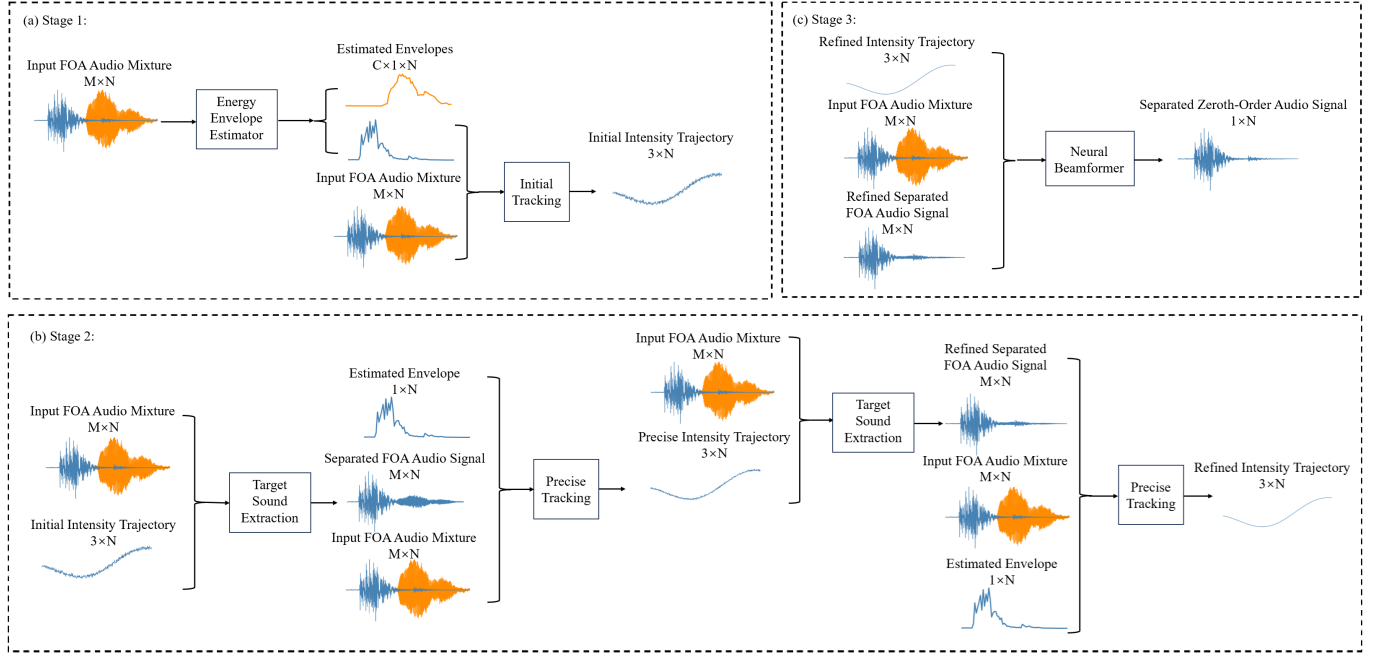 (a) Stage 1:
Input FOA Audio Mixture
M×N
Energy
Envelope
Estimator
Estimated Envelopes
C×1×N
Input FOA Audio Mixture
M×N
Initial
Tracking
Initial Intensity Trajectory
3×N
(c) Stage 3:
Refined Intensity Trajectory
3×N
Input FOA Audio Mixture
M×N
Refined Separated
FOA Audio Signal
M×N
Neural
Beamformer
Separated Zeroth-Order Audio Signal
1×N
(b) Stage 2:
Input FOA Audio Mixture
M×N
Initial Intensity Trajectory
3×N
Target
Sound
Extraction
Estimated Envelope
1×N
Separated FOA Audio Signal
M×N
Input FOA Audio Mixture
M×N
Precise
Tracking
Input FOA Audio Mixture
M×N
Precise Intensity Trajectory
3×N
Target
Sound
Extraction
Refined Separated
FOA Audio Signal
M×N
Input FOA Audio Mixture
M×N
Estimated Envelope
1×N
Precise
Tracking
Refined Intensity Trajectory
3×N